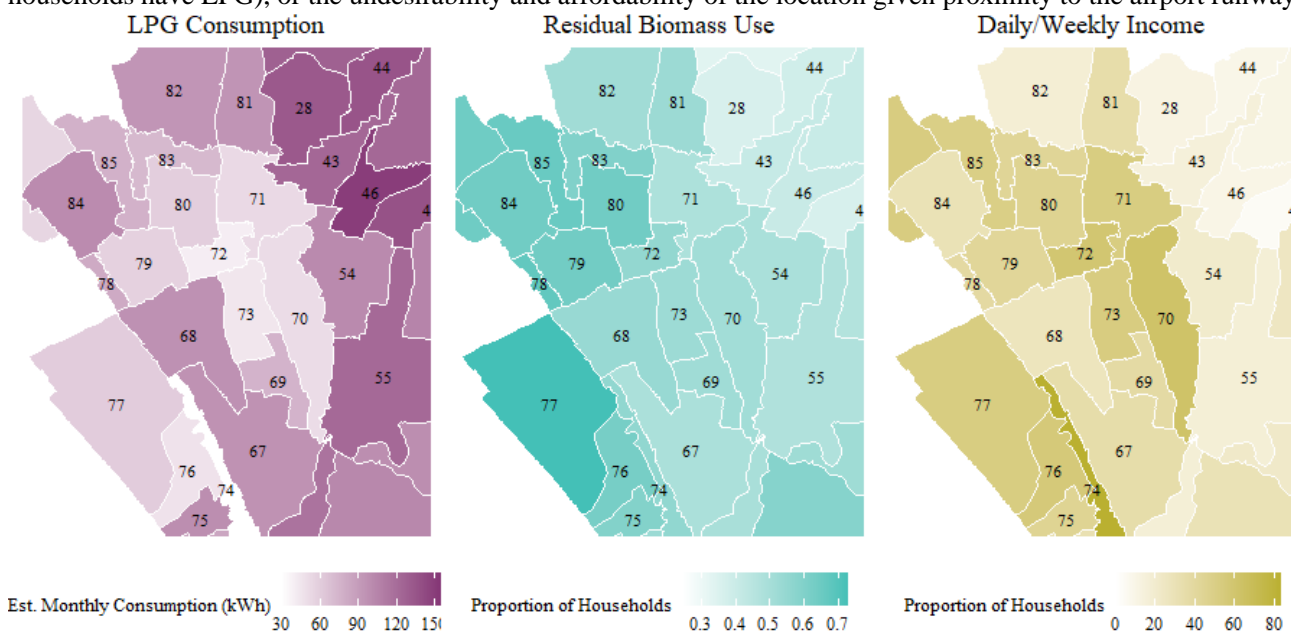 households have LPG), or the undesirability and affordability of the location given proximity to the airport runway
LPG Consumption Residual Biomass Use Daily/Weekly Income
44 44 44
82 81 28 82 81 28 82 81 28
85 83 43 85 83 43 85 83 43
84 80 71 46 4 84 80 71 46 4 84 80 71 46 4
79 72 54 79 72 54 79 72 54
78 78 78
68 73 70 68 73 70 68 73 70
77 69 55 77 69 55 77 69 55
76 67 76 67 76 67
75 74 75 74 75 74
Est. Monthly Consumption (kWh) Proportion of Households Proportion of Households
30 60 90 120 0.3 0.4 0.5 0.6 0.7 0 20 40 60 80